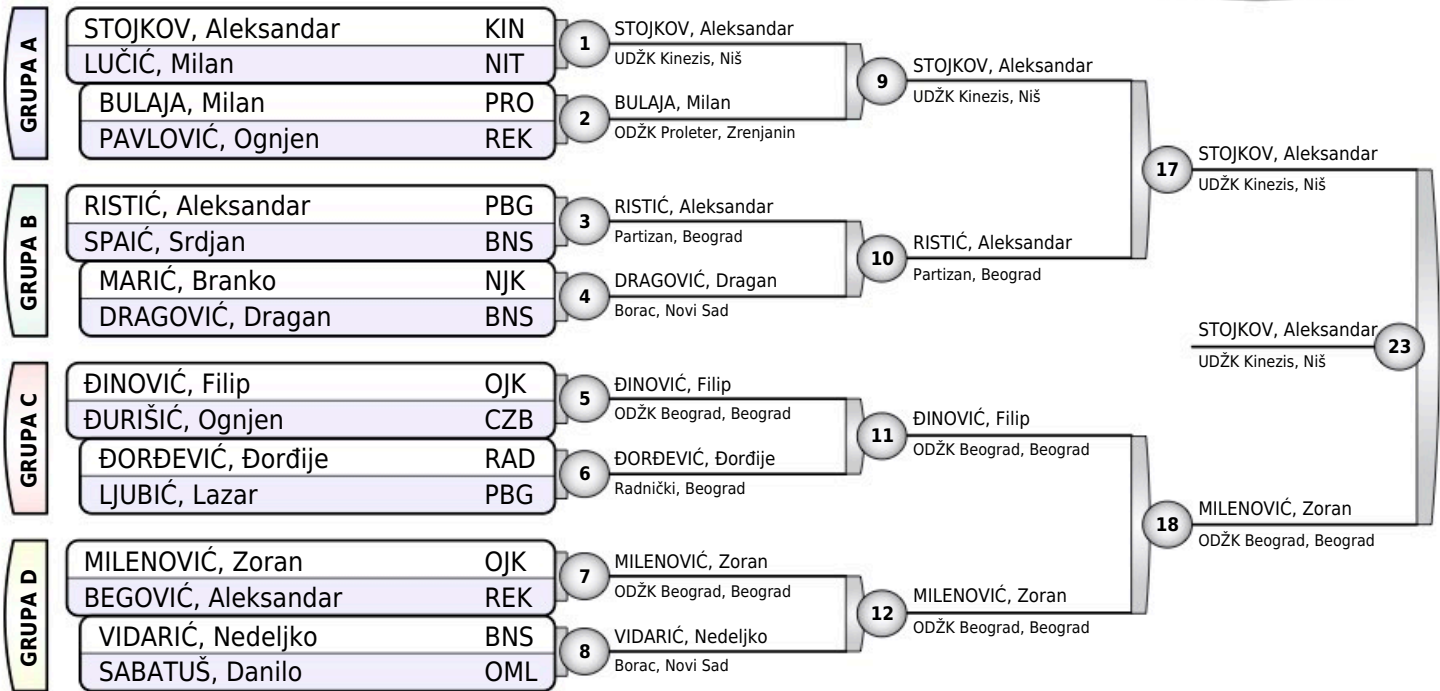 GRUPA A
STOJKOV, Aleksandar KIN
LUČIĆ, Milan NIT
BULAJA, Milan PRO
PAVLOVIĆ, Ognjen REK
GRUPA B
RISTIĆ, Aleksandar PBG
SPAIĆ, Srdjan BNS
MARIĆ, Branko NJK
DRAGOVIĆ, Dragan BNS
GRUPA C
ĐINOVIĆ, Filip OJK
ĐURIŠIĆ, Ognjen CZB
ĐORĐEVIĆ, Đorđije RAD
LJUBIĆ, Lazar PBG
GRUPA D
MILENOVIĆ, Zoran OJK
BEGOVIĆ, Aleksandar REK
VIDARIĆ, Nedeljko BNS
SABATUŠ, Danilo OML
1 STOJKOV, Aleksandar
UDŽK Kinezis, Niš
2 BULAJA, Milan
ODŽK Proleter, Zrenjanin
3 RISTIĆ, Aleksandar
Partizan, Beograd
4 DRAGOVIĆ, Dragan
Borac, Novi Sad
5 ĐINOVIĆ, Filip
ODŽK Beograd, Beograd
6 ĐORĐEVIĆ, Đorđije
Radnički, Beograd
7 MILENOVIĆ, Zoran
ODŽK Beograd, Beograd
8 VIDARIĆ, Nedeljko
Borac, Novi Sad
9 STOJKOV, Aleksandar
UDŽK Kinezis, Niš
10 RISTIĆ, Aleksandar
Partizan, Beograd
11 ĐINOVIĆ, Filip
ODŽK Beograd, Beograd
12 MILENOVIĆ, Zoran
ODŽK Beograd, Beograd
17 STOJKOV, Aleksandar
UDŽK Kinezis, Niš
18 MILENOVIĆ, Zoran
ODŽK Beograd, Beograd
STOJKOV, Aleksandar 23
UDŽK Kinezis, Niš